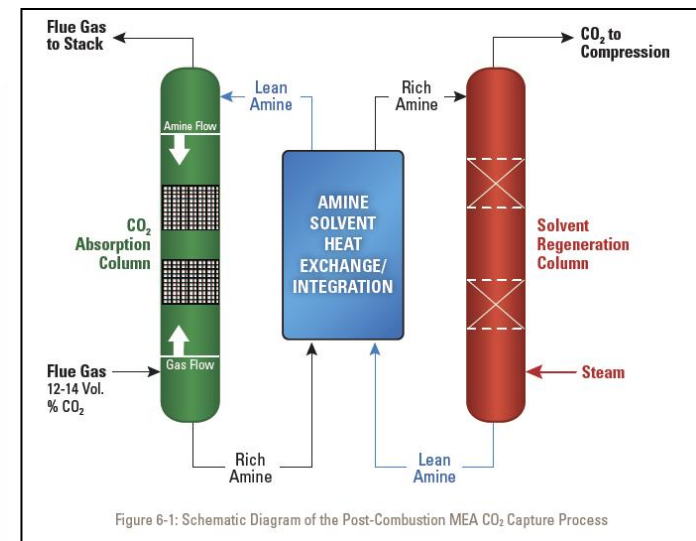 Flue Gas
to Stack
CO₂ to
Compression
Lean
Amine
Rich
Amine
Amine Flow
AMINE
SOLVENT
HEAT
EXCHANGE/
INTEGRATION
CO₂
Absorption
Column
Solvent
Regeneration
Column
Gas Flow
Flue Gas
12-14 Vol.
% CO₂
Steam
Rich
Amine
Lean
Amine
Figure 6-1: Schematic Diagram of the Post-Combustion MEA CO₂ Capture Process